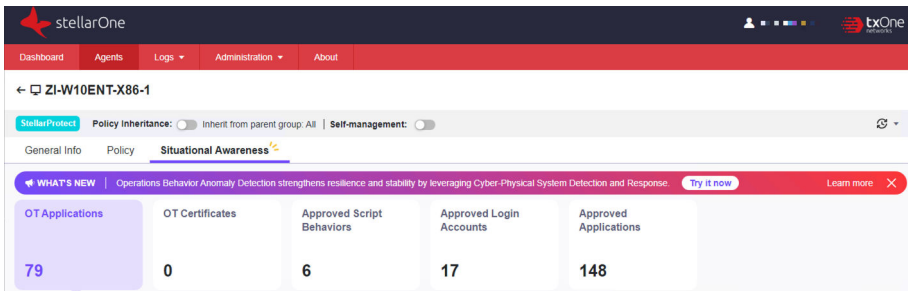 stellarOne
txOne
networks
Dashboard Agents Logs Administration About
ZI-W10ENT-X86-1
StellarProtect Policy Inheritance: Inherit from parent group: All | Self-management:
General Info Policy Situational Awareness
WHAT'S NEW | Operations Behavior Anomaly Detection strengthens resilience and stability by leveraging Cyber-Physical System Detection and Response. Try it now Learn more
OT Applications OT Certificates Approved Script Behaviors Approved Login Accounts Approved Applications
79 0 6 17 148